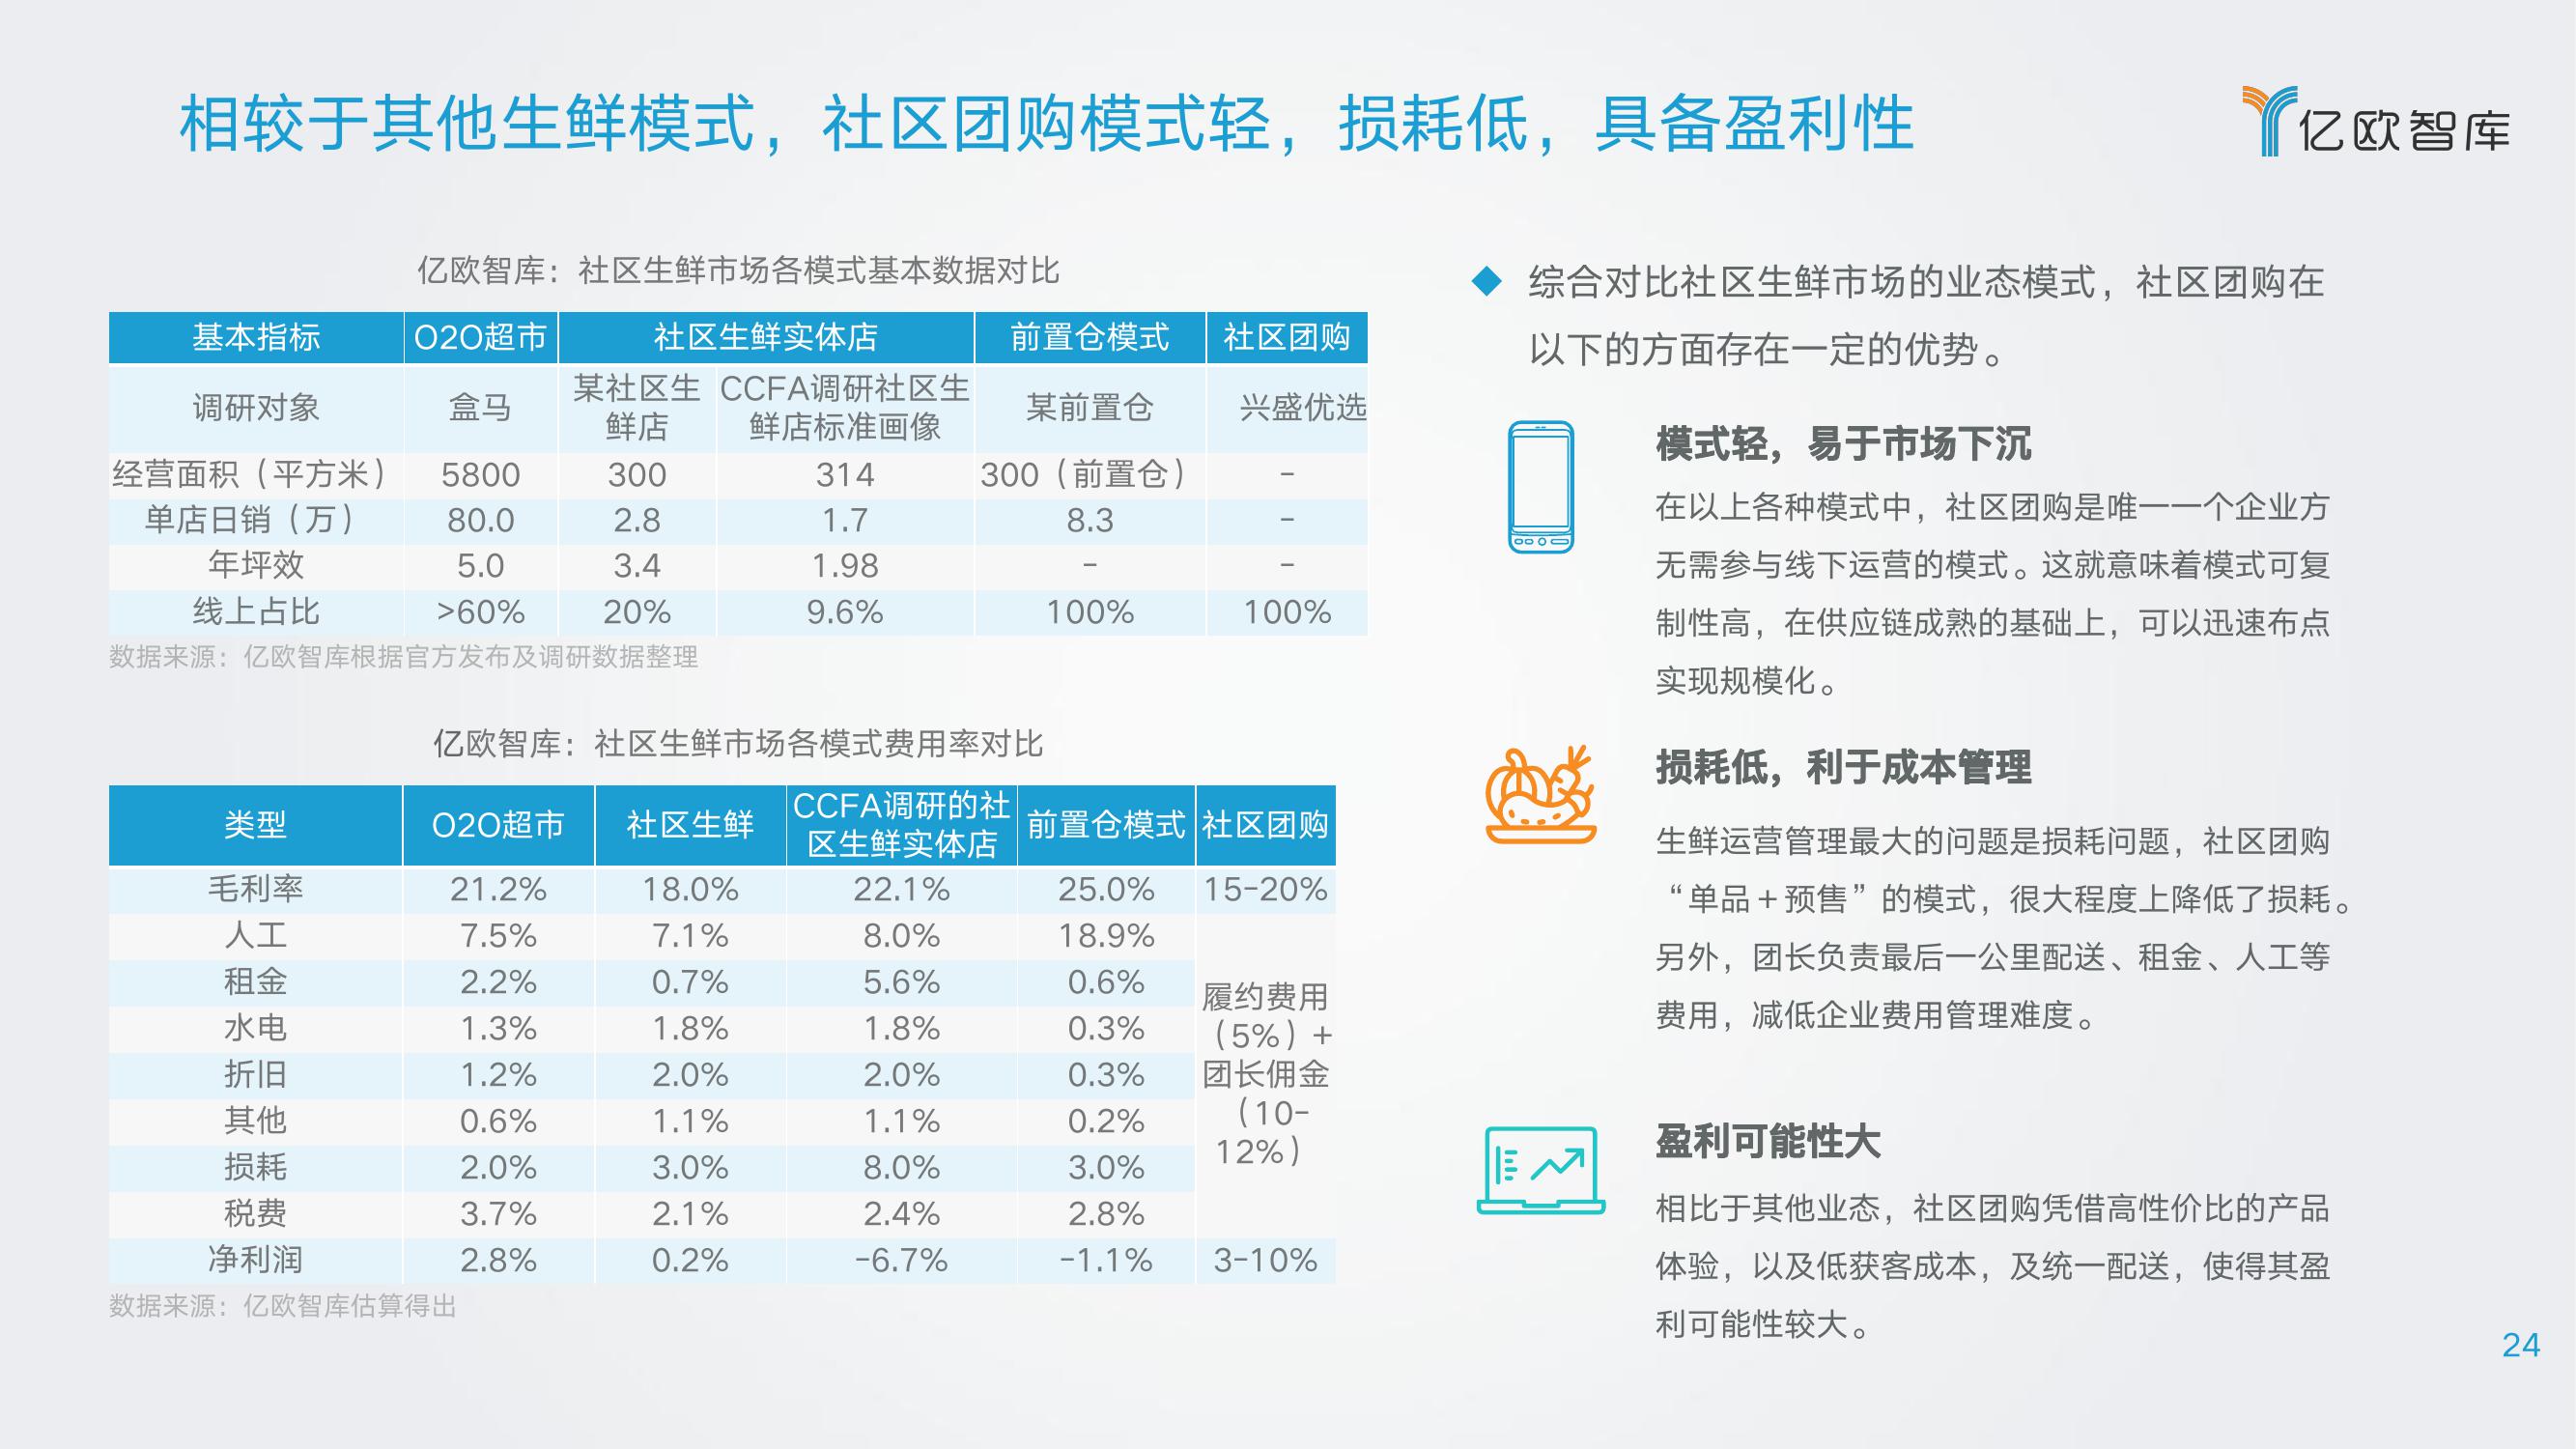 相较于其他生鲜模式，社区团购模式轻，损耗低，具备盈利性
亿欧智库
亿欧智库：社区生鲜市场各模式基本数据对比
基本指标 O2O超市 社区生鲜实体店 前置仓模式 社区团购
调研对象 盒马 某社区生鲜店 CCFA调研社区生鲜店标准画像 某前置仓 兴盛优选
经营面积（平方米） 5800 300 314 300（前置仓） -
单店日销（万） 80.0 2.8 1.7 8.3 -
年坪效 5.0 3.4 1.98 - -
线上占比 >60% 20% 9.6% 100% 100%
数据来源：亿欧智库根据官方发布及调研数据整理
亿欧智库：社区生鲜市场各模式费用率对比
类型 O2O超市 社区生鲜 CCFA调研的社区生鲜实体店 前置仓模式 社区团购
毛利率 21.2% 18.0% 22.1% 25.0% 15-20%
人工 7.5% 7.1% 8.0% 18.9%
租金 2.2% 0.7% 5.6% 0.6%
水电 1.3% 1.8% 1.8% 0.3%
折旧 1.2% 2.0% 2.0% 0.3%
其他 0.6% 1.1% 1.1% 0.2%
损耗 2.0% 3.0% 8.0% 3.0%
税费 3.7% 2.1% 2.4% 2.8%
履约费用
（5%）+
团长佣金
（10-
12%）
净利润 2.8% 0.2% -6.7% -1.1% 3-10%
数据来源：亿欧智库估算得出
◆ 综合对比社区生鲜市场的业态模式，社区团购在
以下的方面存在一定的优势。
模式轻，易于市场下沉
在以上各种模式中，社区团购是唯一一个企业方
无需参与线下运营的模式。这就意味着模式可复
制性高，在供应链成熟的基础上，可以迅速布点
实现规模化。
损耗低，利于成本管理
生鲜运营管理最大的问题是损耗问题，社区团购
“单品+预售”的模式，很大程度上降低了损耗。
另外，团长负责最后一公里配送、租金、人工等
费用，减低企业费用管理难度。
盈利可能性大
相比于其他业态，社区团购凭借高性价比的产品
体验，以及低获客成本，及统一配送，使得其盈
利可能性较大。
24